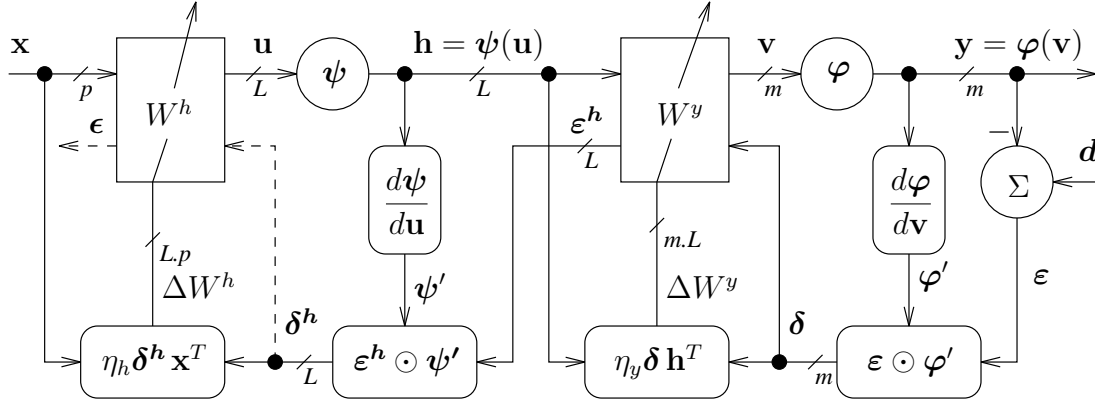 x u h = ψ(u) v y = φ(v)
p W^h L ψ L W^y m φ m
ϵ ε^h L − d
dψ/du dφ/dv Σ
L.p m.L
ΔW^h ψ' ΔW^y φ' ε
δ^h δ
η_h δ^h x^T L ε^h ⊙ ψ' η_y δ h^T m ε ⊙ φ'